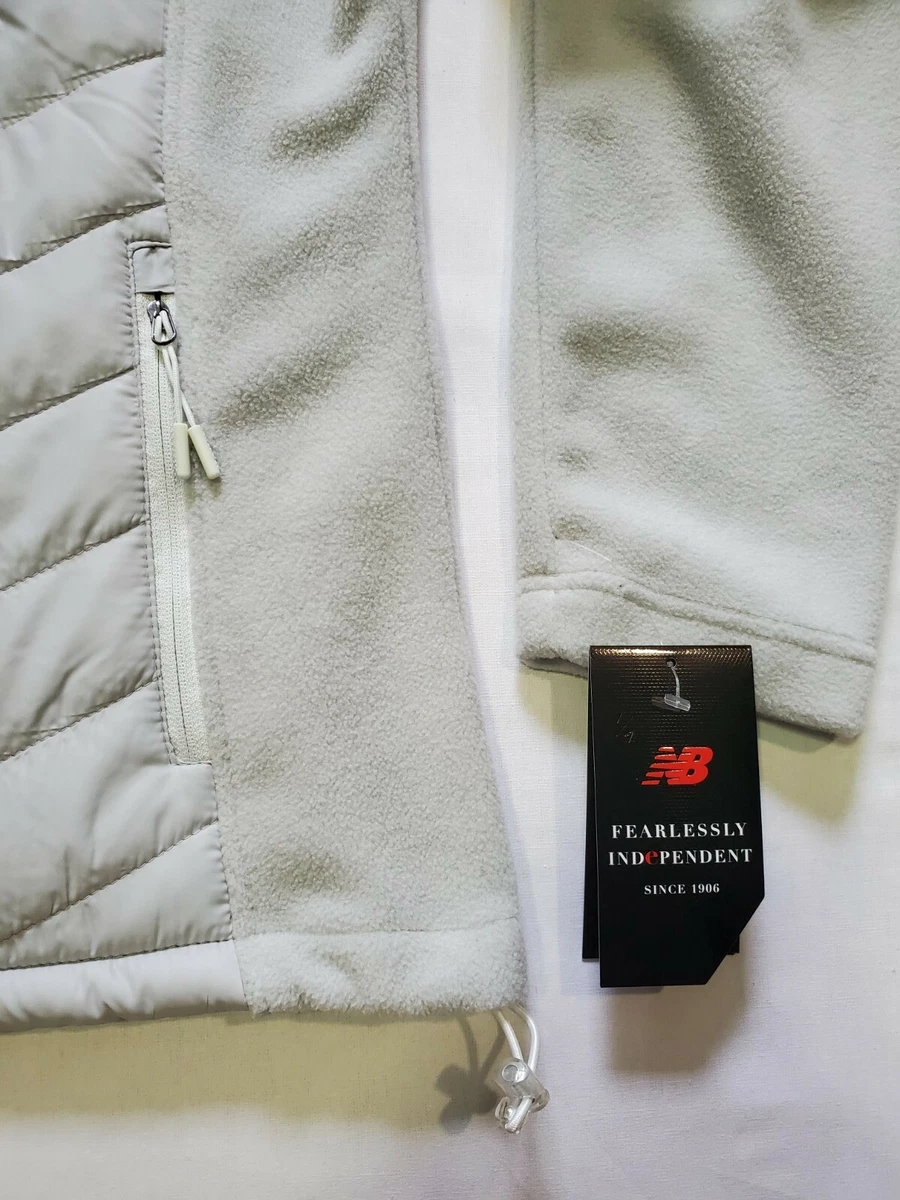 NB
FEARLESSLY
INDePENDENT
SINCE 1906